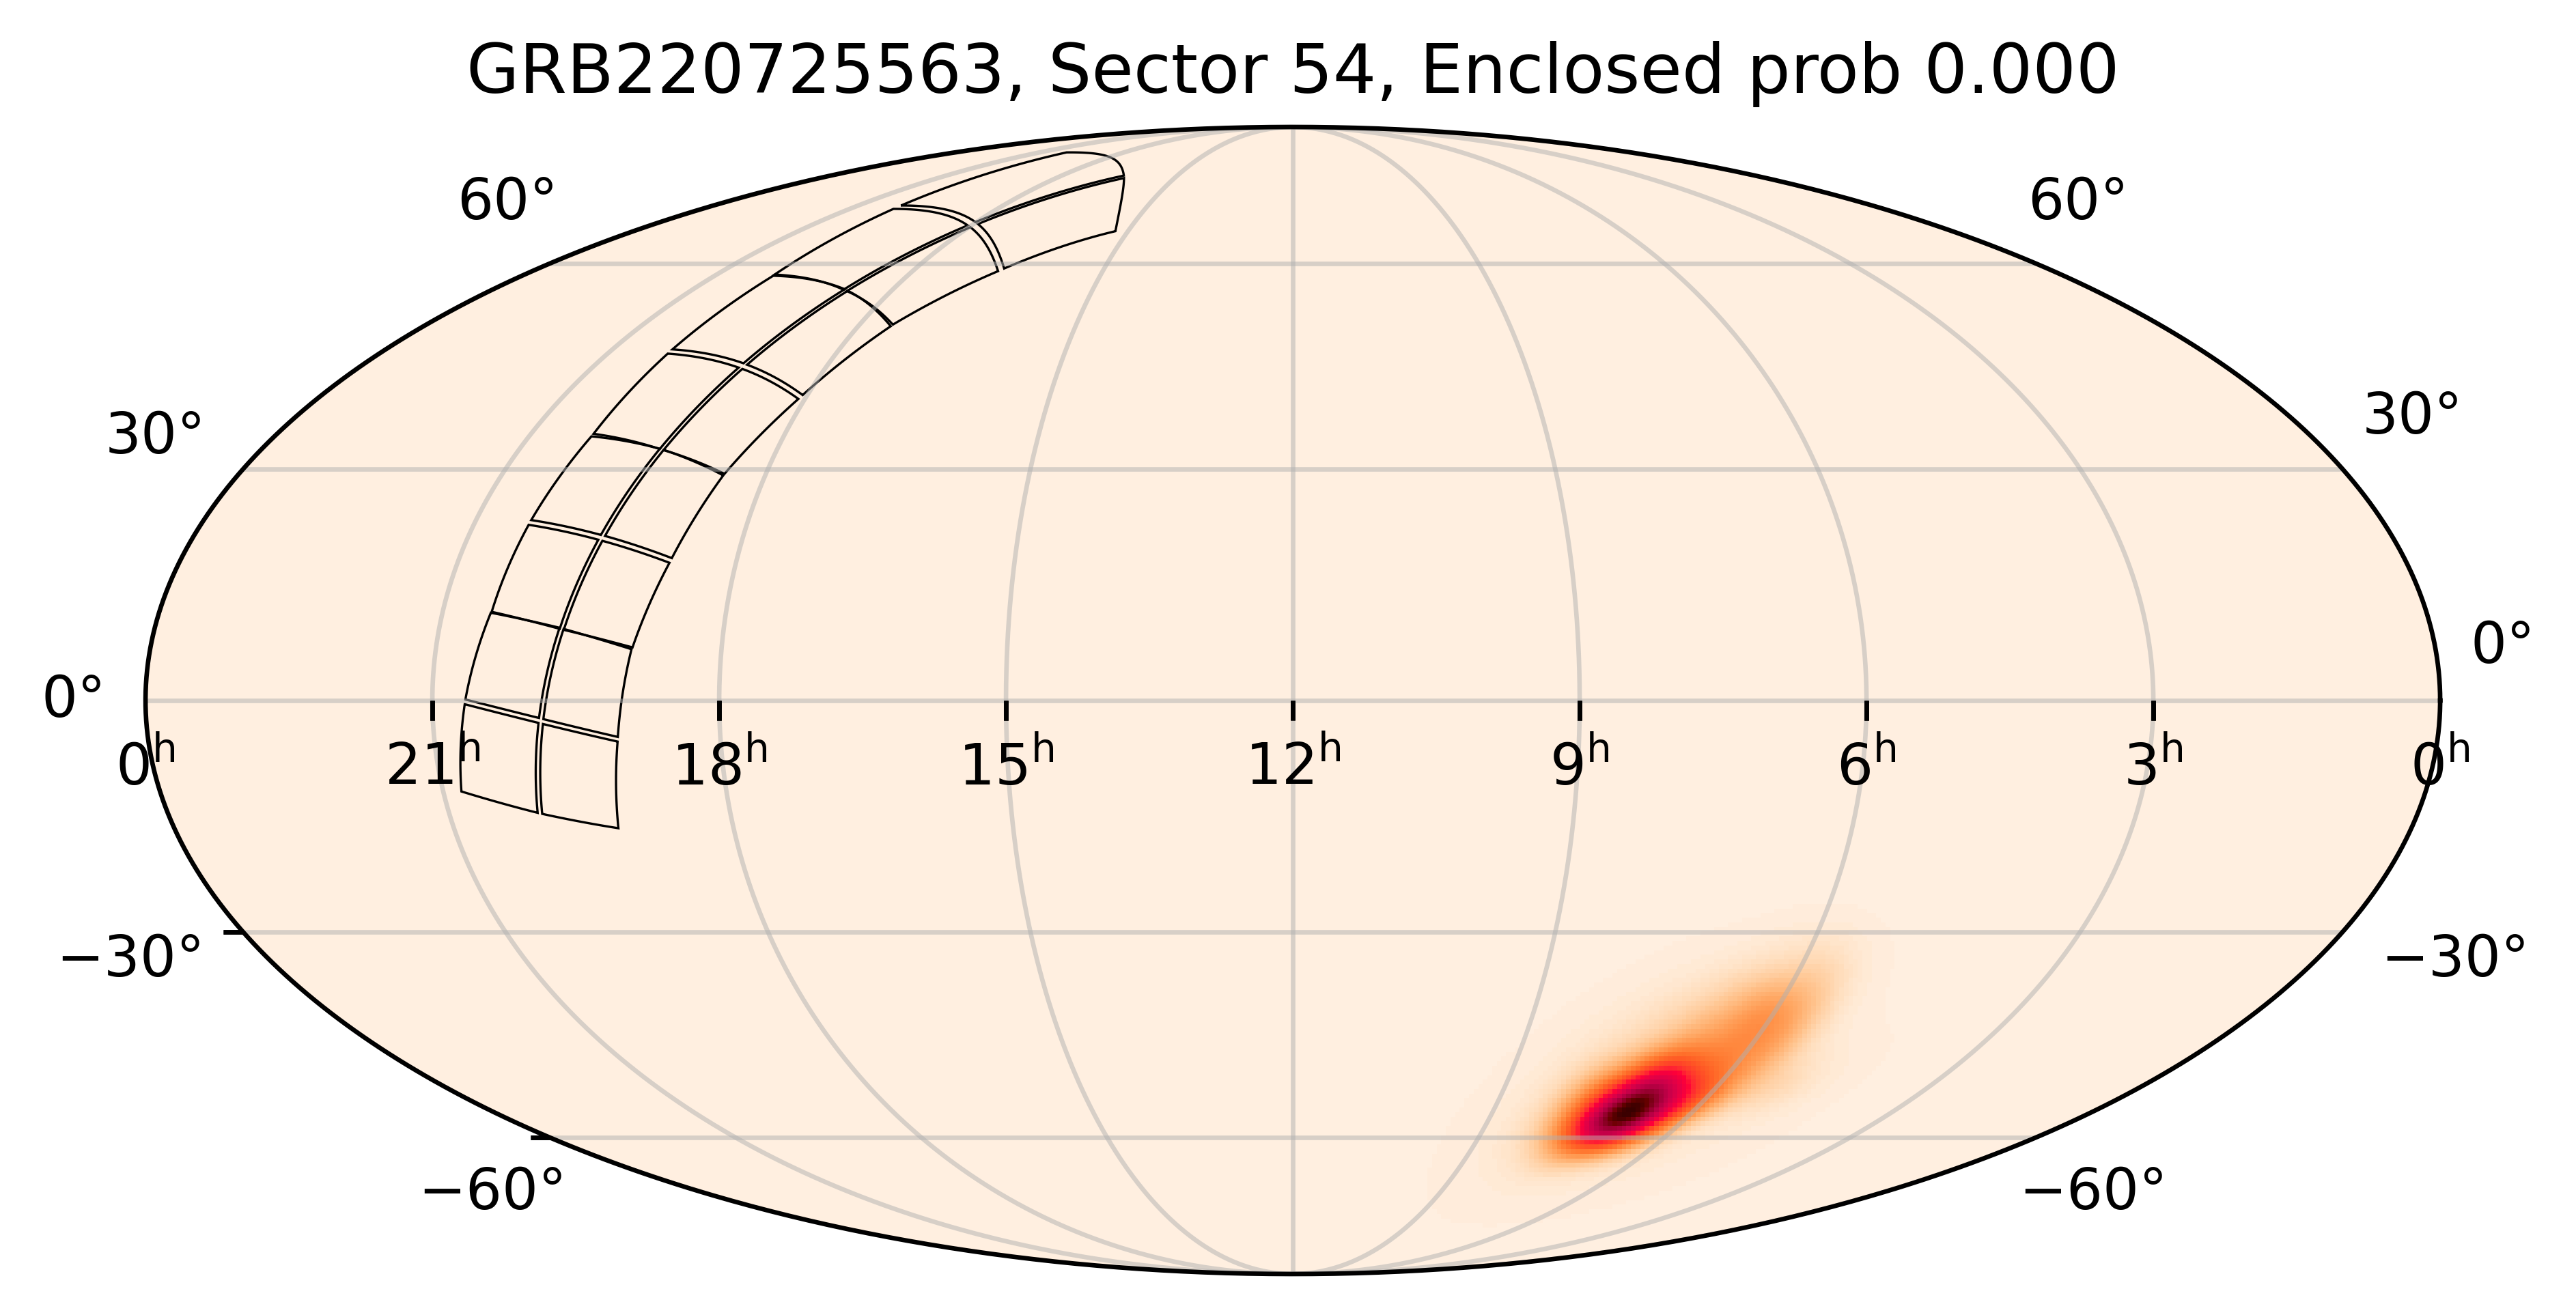 GRB220725563, Sector 54, Enclosed prob 0.000
60° 60°
30° 30°
0° 0°
0h 21h 18h 15h 12h 9h 6h 3h 0h
−30° −30°
−60° −60°